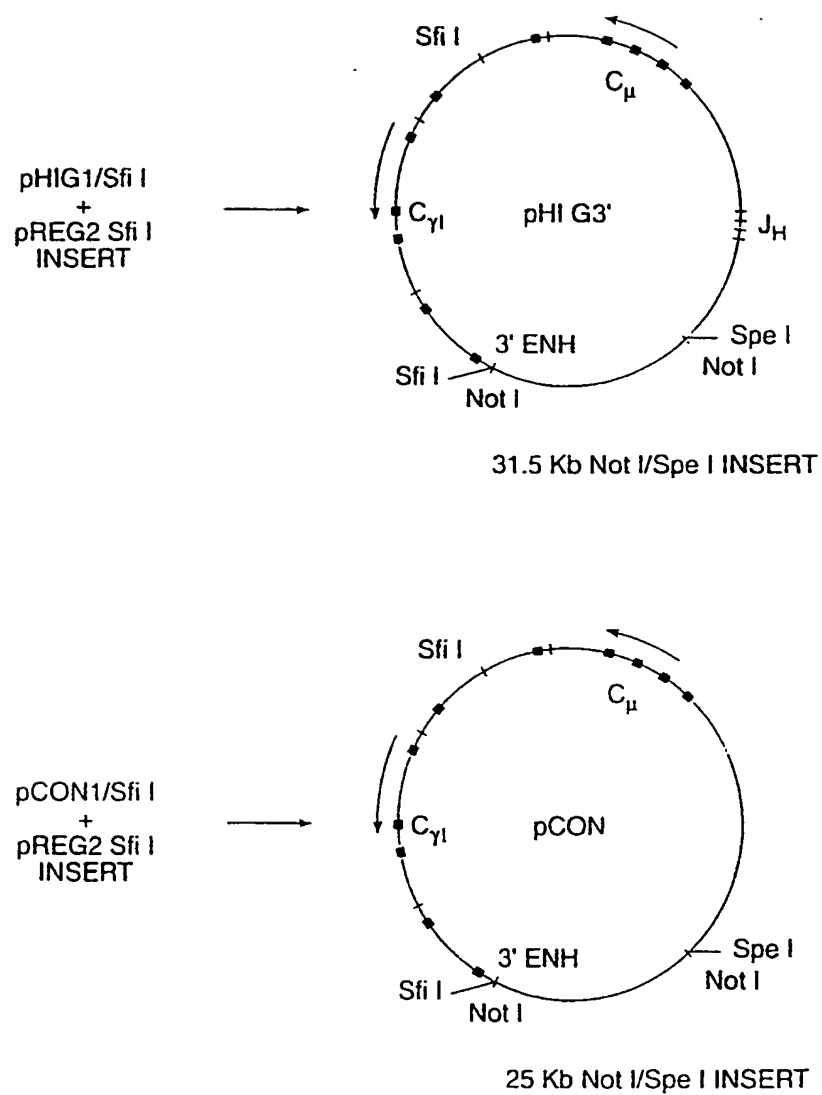 Sfi I
Cμ
pHIG1/Sfi I
+
pREG2 Sfi I
INSERT
CγI
pHI G3'
JH
3' ENH
Spe I
Sfi I
Not I
Not I
31.5 Kb Not I/Spe I INSERT
Sfi I
Cμ
pCON1/Sfi I
+
pREG2 Sfi I
INSERT
CγI
pCON
3' ENH
Spe I
Sfi I
Not I
Not I
25 Kb Not I/Spe I INSERT